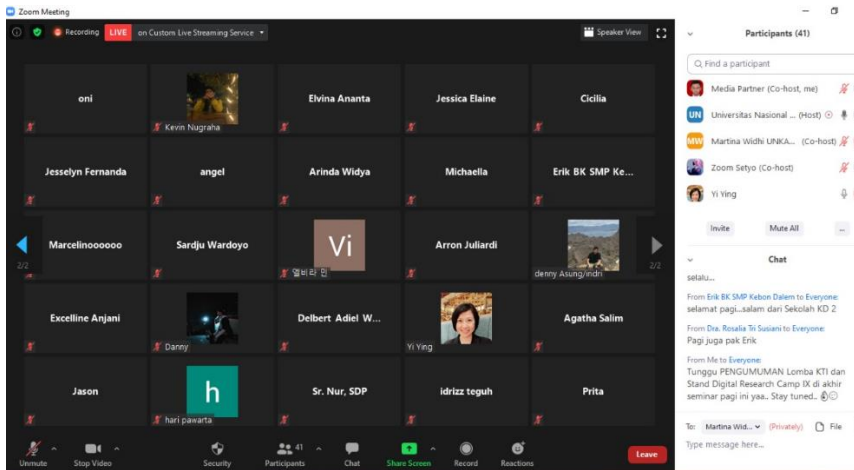 Zoom Meeting
Recording
LIVE
on Custom Live Streaming Service
Speaker View
oni
Kevin Nugraha
Elvina Ananta
Jessica Elaine
Cicilia
Jesselyn Fernanda
angel
Arinda Widya
Michaella
Erik BK SMP Ke...
2/2
Marcelinoooooo
Sardju Wardoyo
Vi
엘비라 민
Arron Juliardi
denny Asung/indri
2/2
Excelline Anjani
Danny
Delbert Adiel W...
Yi Ying
Agatha Salim
Jason
h
hari pawarta
Sr. Nur, SDP
idrizz teguh
Prita
Unmute
Stop Video
Security
Participants
41
Chat
Share Screen
Record
Reactions
Leave
Participants (41)
Find a participant
Media Partner (Co-host, me)
UN
Universitas Nasional ... (Host)
MW
Martina Widhi UNKA... (Co-host)
Zoom Setyo (Co-host)
Yi Ying
Invite
Mute All
...
Chat
selalu...
From Erik BK SMP Kebon Dalem to Everyone:
selamat pagi...salam dari Sekolah KD 2
From Dra. Rosalia Tri Susiani to Everyone:
Pagi juga pak Erik
From Me to Everyone:
Tunggu PENGUMUMAN Lomba KTI dan
Stand Digital Research Camp IX di akhir
seminar pagi ini yaa.. Stay tuned..
To:
Martina Wid...
(Privately)
File
Type message here...